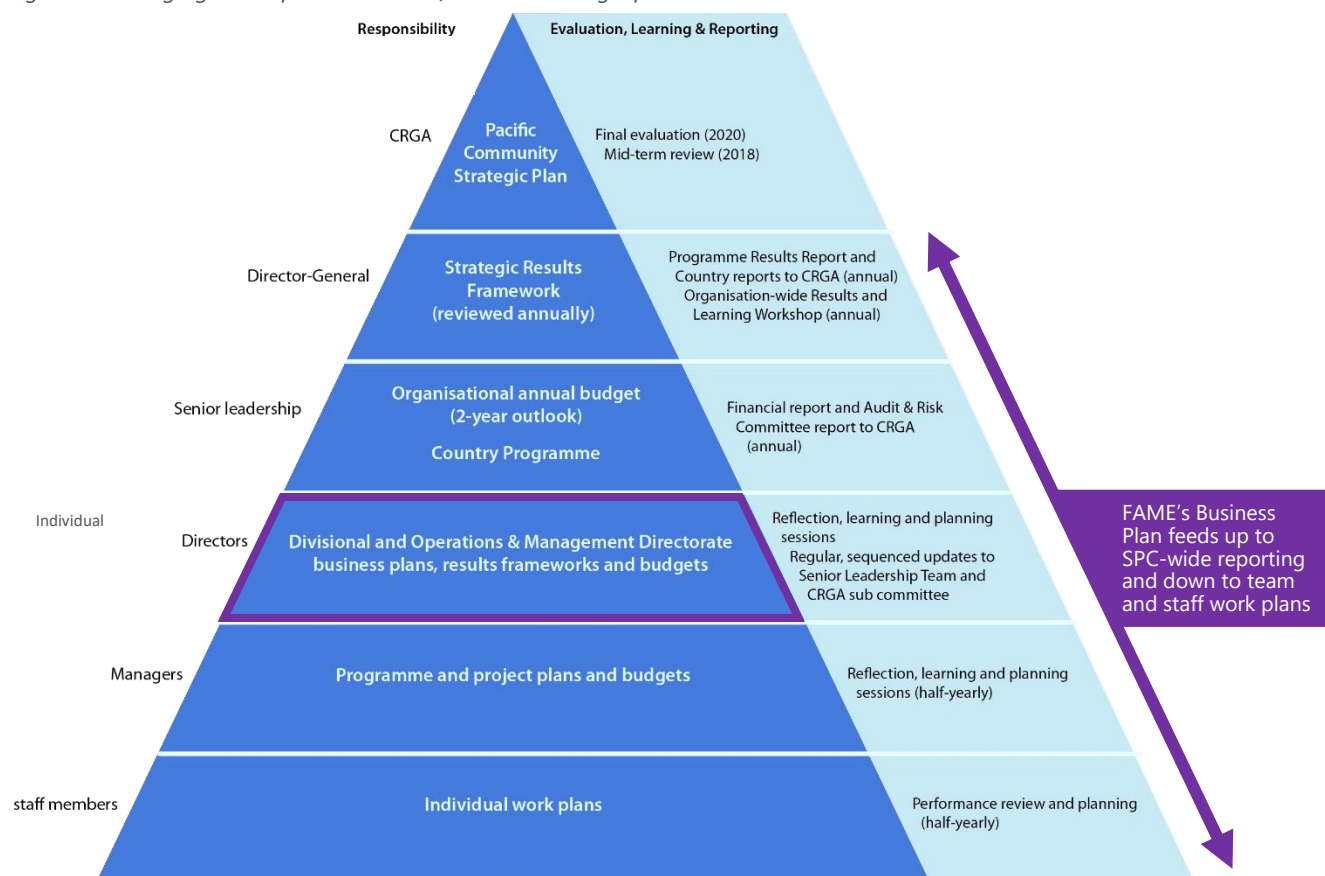 Responsibility
Evaluation, Learning & Reporting
CRGA
Pacific
Community
Strategic Plan
Final evaluation (2020)
Mid-term review (2018)
Director-General
Strategic Results
Framework
(reviewed annually)
Programme Results Report and
Country reports to CRGA (annual)
Organisation-wide Results and
Learning Workshop (annual)
Senior leadership
Organisational annual budget
(2-year outlook)
Country Programme
Financial report and Audit & Risk
Committee report to CRGA
(annual)
Individual
Directors
Divisional and Operations & Management Directorate
business plans, results frameworks and budgets
Reflection, learning and planning
sessions
Regular, sequenced updates to
Senior Leadership Team and
CRGA sub committee
FAME's Business
Plan feeds up to
SPC-wide reporting
and down to team
and staff work plans
Managers
Programme and project plans and budgets
Reflection, learning and planning
sessions (half-yearly)
staff members
Individual work plans
Performance review and planning
(half-yearly)